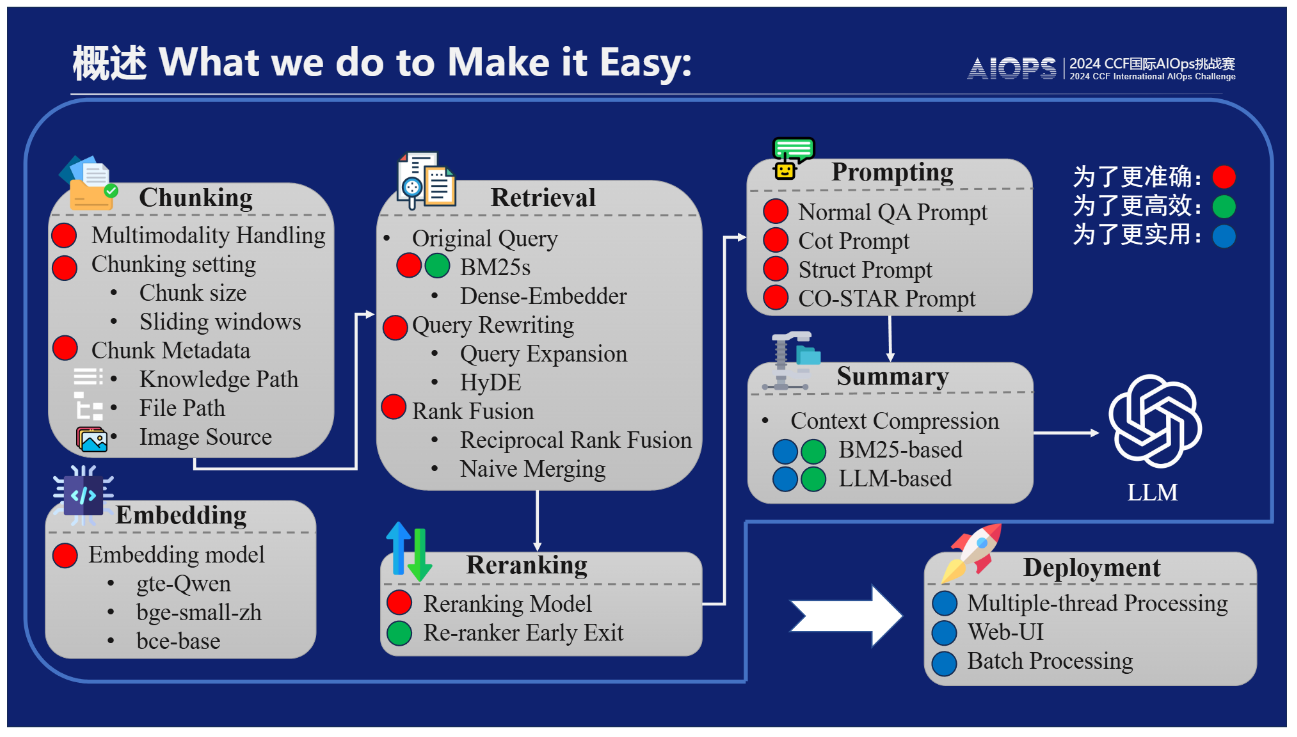 概述 What we do to Make it Easy:
AIOPS
2024 CCF国际AIOps挑战赛
2024 CCF International AIOps Challenge
Chunking
Multimodality Handling
Chunking setting
• Chunk size
• Sliding windows
Chunk Metadata
• Knowledge Path
• File Path
• Image Source
Embedding
Embedding model
• gte-Qwen
• bge-small-zh
• bce-base
Retrieval
• Original Query
BM25s
• Dense-Embedder
Query Rewriting
• Query Expansion
• HyDE
Rank Fusion
• Reciprocal Rank Fusion
• Naive Merging
Reranking
Reranking Model
Re-ranker Early Exit
Prompting
Normal QA Prompt
Cot Prompt
Struct Prompt
CO-STAR Prompt
Summary
• Context Compression
BM25-based
LLM-based
为了更准确:
为了更高效:
为了更实用:
LLM
Deployment
Multiple-thread Processing
Web-UI
Batch Processing